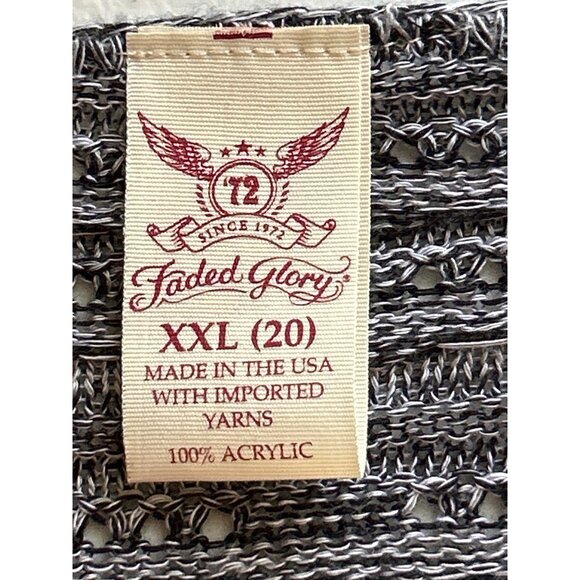 '72
SINCE 1972
Faded Glory®
XXL (20)
MADE IN THE USA
WITH IMPORTED
YARNS
100% ACRYLIC